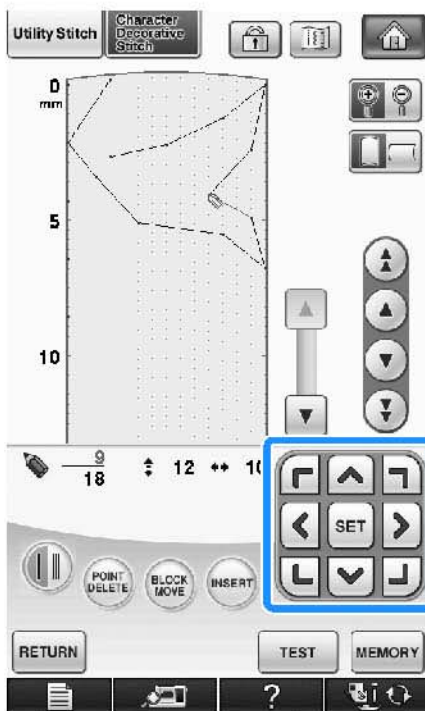 Utility Stitch
Character
Decorative
Stitch
0
mm
5
10
9
18
12
10
SET
POINT
DELETE
BLOCK
MOVE
INSERT
RETURN
TEST
MEMORY
?